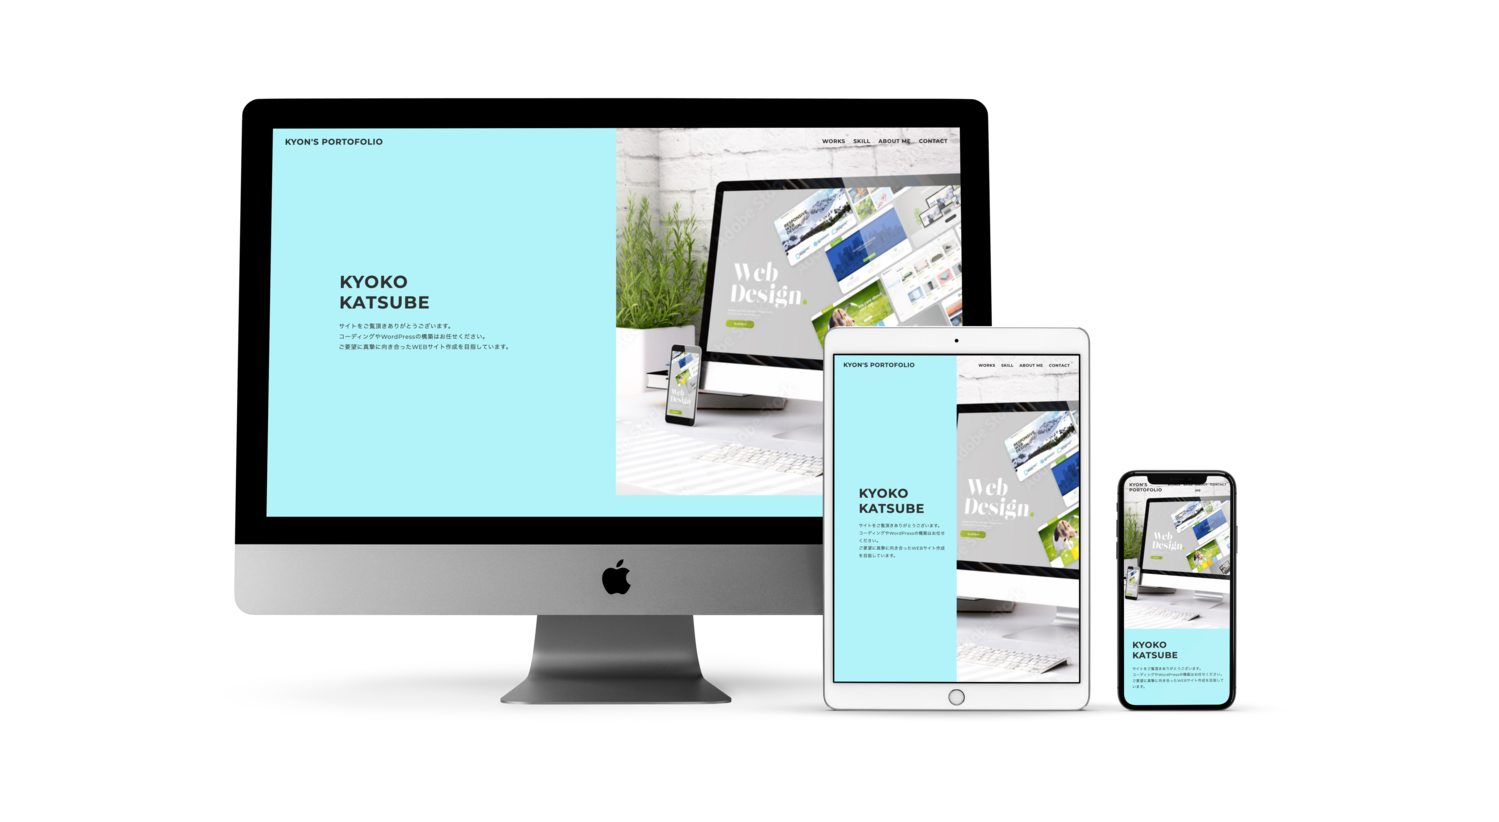 KYON'S PORTOFOLIO
WORKS SKILL ABOUT ME CONTACT
KYOKO
KATSUBE
サイトをご覧頂きありがとうございます。
コーディングやWordPressの構築はお任せください。
ご要望に真摯に向き合ったWEBサイト作成を目指しています。
RESPONSIVE
WEB
DESIGN
Web
Design.
Web
Design
KYON'S PORTOFOLIO
WORKS SKILL ABOUT ME CONTACT
KYOKO
KATSUBE
サイトをご覧頂きありがとうございます。
コーディングやWordPressの構築はお任せ
ください。
ご要望に真摯に向き合ったWEBサイト作成
を目指しています。
RESPONSIVE
WEB
DESIGN
Web
Design.
KYON'S
PORTOFOLIO
CONTACT
ME
Web
Design
KYOKO
KATSUBE
サイトをご覧頂きありがとうございます。
コーディングやWordPressの構築はお任せください。
ご要望に真摯に向き合ったWEBサイト作成を目指して
います。